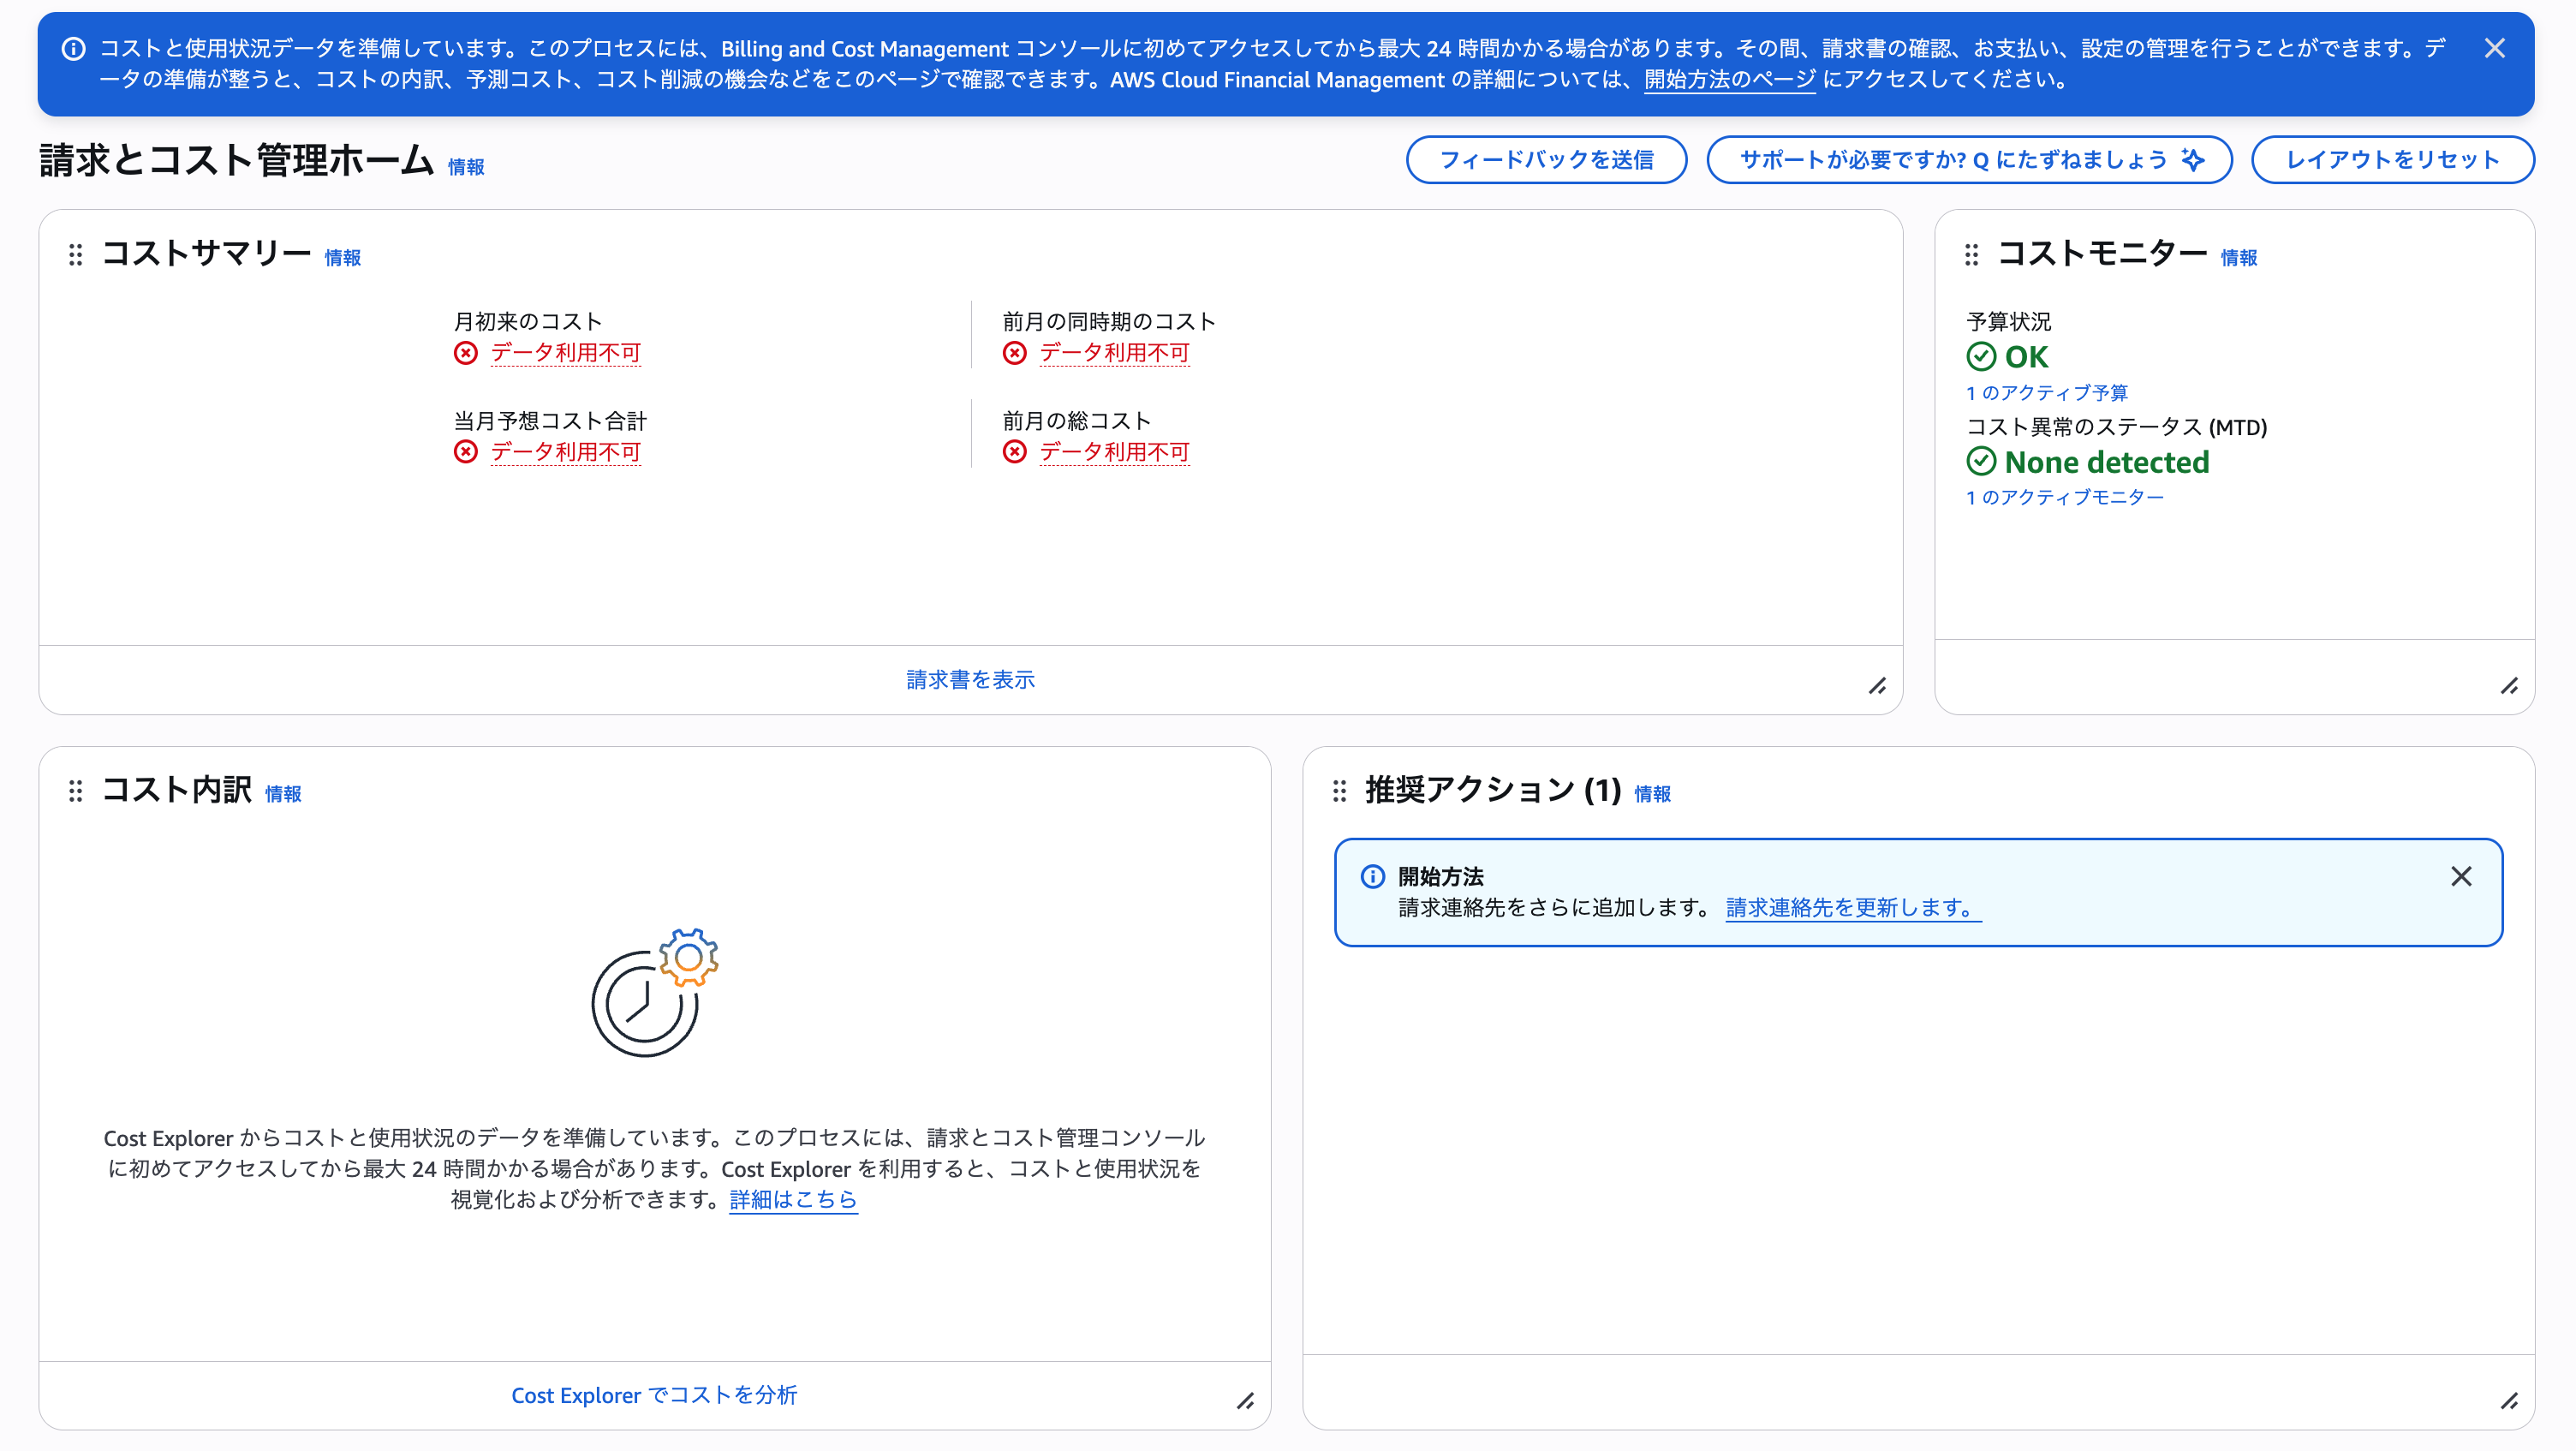 コストと使用状況データを準備しています。このプロセスには、Billing and Cost Management コンソールに初めてアクセスしてから最大 24 時間かかる場合があります。その間、請求書の確認、お支払い、設定の管理を行うことができます。デ
ータの準備が整うと、コストの内訳、予測コスト、コスト削減の機会などをこのページで確認できます。AWS Cloud Financial Management の詳細については、開始方法のページ にアクセスしてください。
請求とコスト管理ホーム 情報
フィードバックを送信
サポートが必要ですか? Q にたずねましょう
レイアウトをリセット
コストサマリー 情報
月初来のコスト
データ利用不可
前月の同時期のコスト
データ利用不可
当月予想コスト合計
データ利用不可
前月の総コスト
データ利用不可
請求書を表示
コストモニター 情報
予算状況
OK
1 のアクティブ予算
コスト異常のステータス (MTD)
None detected
1 のアクティブモニター
コスト内訳 情報
Cost Explorer からコストと使用状況のデータを準備しています。このプロセスには、請求とコスト管理コンソール
に初めてアクセスしてから最大 24 時間かかる場合があります。Cost Explorer を利用すると、コストと使用状況を
視覚化および分析できます。詳細はこちら
Cost Explorer でコストを分析
推奨アクション (1) 情報
開始方法
請求連絡先をさらに追加します。 請求連絡先を更新します。